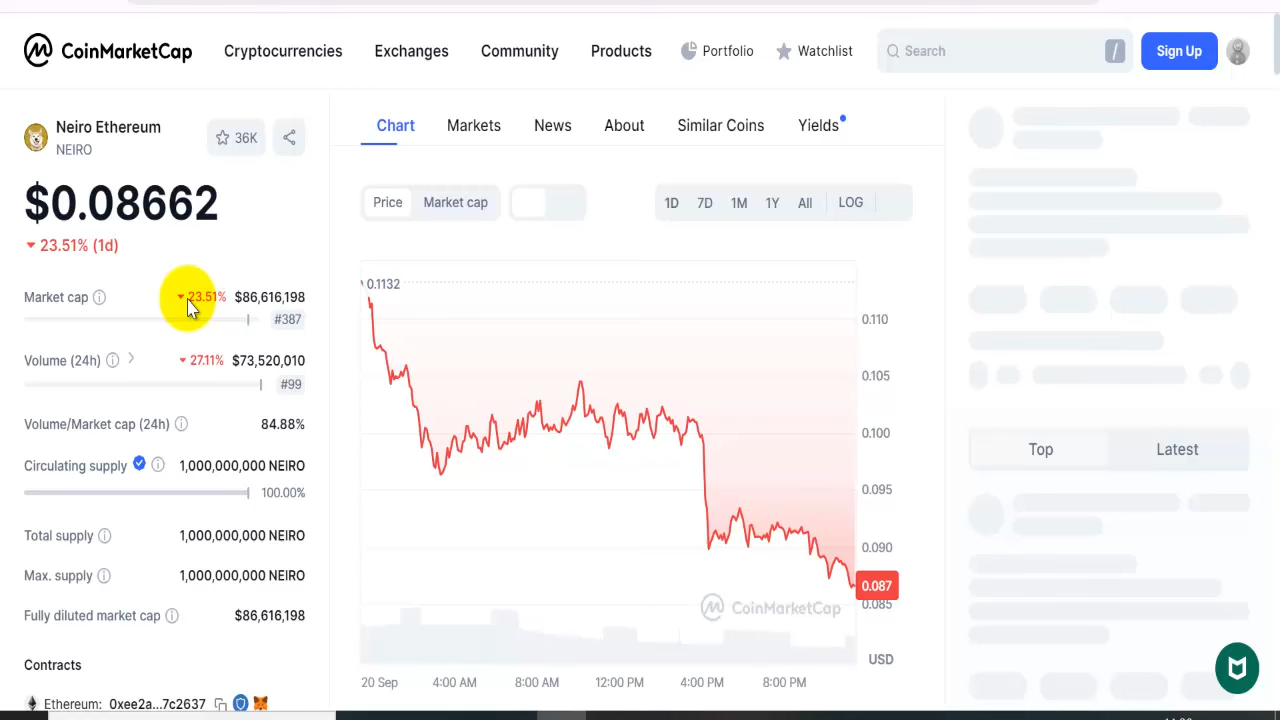 CoinMarketCap Cryptocurrencies Exchanges Community Products Portfolio Watchlist Search / Sign Up
Neiro Ethereum
NEIRO
36K
$0.08662
23.51% (1d)
Market cap 23.51% $86,616,198
#387
Volume (24h) 27.11% $73,520,010
#99
Volume/Market cap (24h) 84.88%
Circulating supply 1,000,000,000 NEIRO
100.00%
Total supply 1,000,000,000 NEIRO
Max. supply 1,000,000,000 NEIRO
Fully diluted market cap $86,616,198
Contracts
Ethereum: 0xee2a...7c2637
Chart Markets News About Similar Coins Yields
Price Market cap 1D 7D 1M 1Y All LOG
0.1132
0.110
0.105
0.100
0.095
0.090
0.087
0.085
CoinMarketCap
USD
20 Sep 4:00 AM 8:00 AM 12:00 PM 4:00 PM 8:00 PM
Top Latest